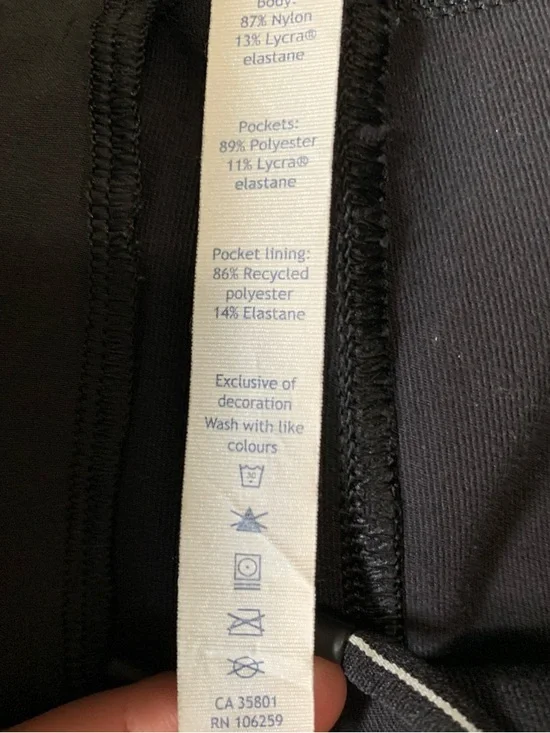 Body:
87% Nylon
13% Lycra®
elastane
Pockets:
89% Polyester
11% Lycra®
elastane
Pocket lining:
86% Recycled
polyester
14% Elastane
Exclusive of
decoration
Wash with like
colours
30
CA 35801
RN 106259